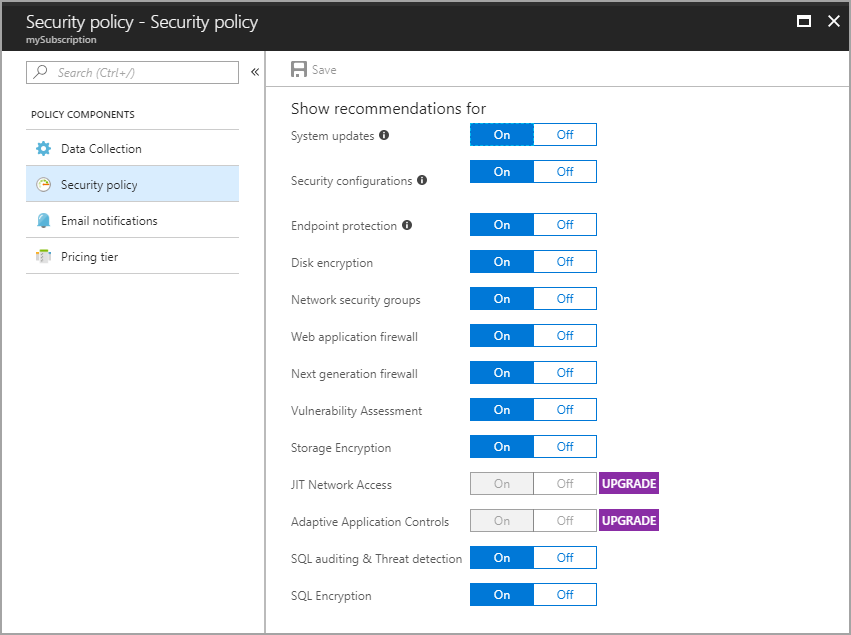 Security policy - Security policy
mySubscription
Search (Ctrl+/)
«
Save
POLICY COMPONENTS
Data Collection
Security policy
Email notifications
Pricing tier
Show recommendations for
System updates On Off
Security configurations On Off
Endpoint protection On Off
Disk encryption On Off
Network security groups On Off
Web application firewall On Off
Next generation firewall On Off
Vulnerability Assessment On Off
Storage Encryption On Off
JIT Network Access On Off UPGRADE
Adaptive Application Controls On Off UPGRADE
SQL auditing & Threat detection On Off
SQL Encryption On Off